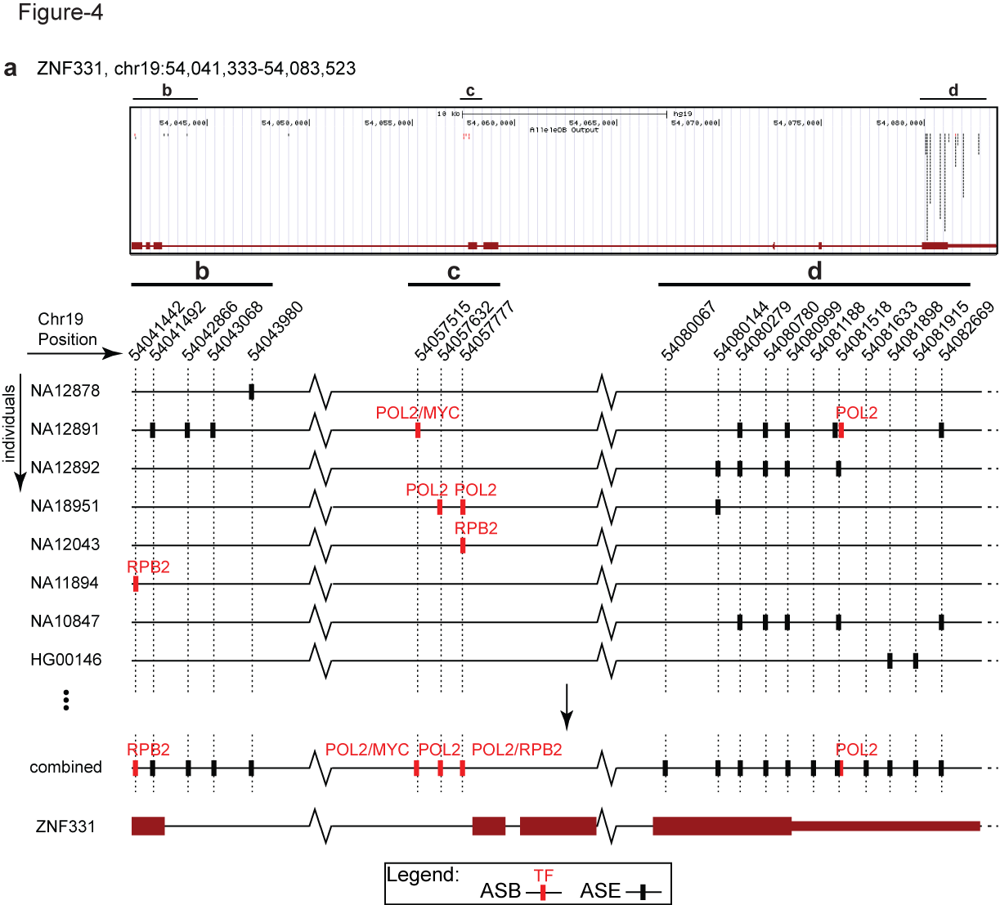 Figure-4
a ZNF331, chr19:54,041,333-54,083,523
b c d
10 kb hg19
54,045,000 54,050,000 54,055,000 54,060,000 54,065,000 54,070,000 54,075,000 54,080,000
AlleleDB Output
b c d
Chr19
Position
54041442 54041492 54042866 54043068 54043980 54057515 54057632 54057777 54080067 54080144 54080279 54080780 54080999 54081188 54081518 54081633 54081898 54081915 54082669
individuals
NA12878
POL2/MYC POL2
NA12891
NA12892
POL2 POL2
NA18951
RPB2
NA12043
RPB2
NA11894
NA10847
HG00146
RPB2 POL2/MYC POL2 POL2/RPB2 POL2
combined
ZNF331
Legend: TF
ASB ASE